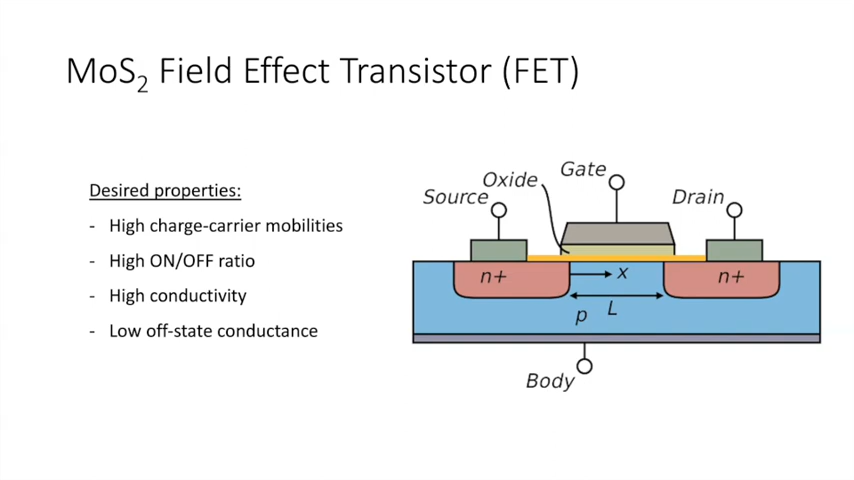 MoS₂ Field Effect Transistor (FET)
Desired properties:
- High charge-carrier mobilities
- High ON/OFF ratio
- High conductivity
- Low off-state conductance
Gate
Oxide
Source
Drain
n+
x
n+
L
p
Body